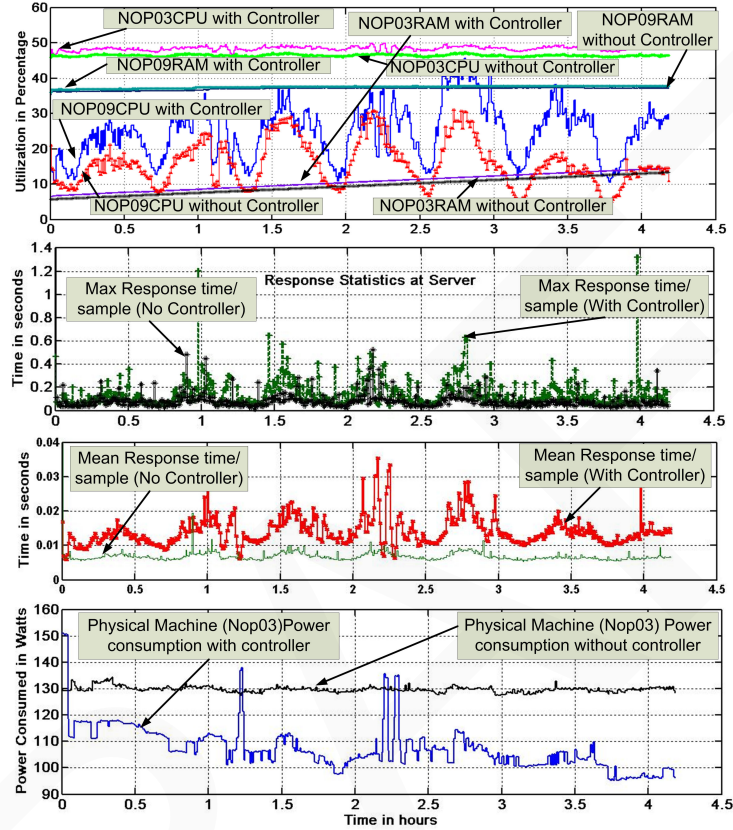 60
50
40
30
20
10
0
Utilization in Percentage
NOP03CPU with Controller
NOP03RAM with Controller
NOP09RAM
without Controller
NOP09RAM with Controller
NOP03CPU without Controller
NOP09CPU with Controller
NOP09CPU without Controller
NOP03RAM without Controller
0 0.5 1 1.5 2 2.5 3 3.5 4 4.5
1.4
1.2
1
0.8
0.6
0.4
0.2
0
Time in seconds
Response Statistics at Server
Max Response time/
sample (No Controller)
Max Response time/
sample (With Controller)
0 0.5 1 1.5 2 2.5 3 3.5 4 4.5
0.04
0.03
0.02
0.01
0
Time in seconds
Mean Response time/
sample (No Controller)
Mean Response time/
sample (With Controller)
0 0.5 1 1.5 2 2.5 3 3.5 4 4.5
160
150
140
130
120
110
100
90
Power Consumed in Watts
Physical Machine (Nop03)Power
consumption with controller
Physical Machine (Nop03) Power
consumption without controller
0 0.5 1 1.5 2 2.5 3 3.5 4 4.5
Time in hours